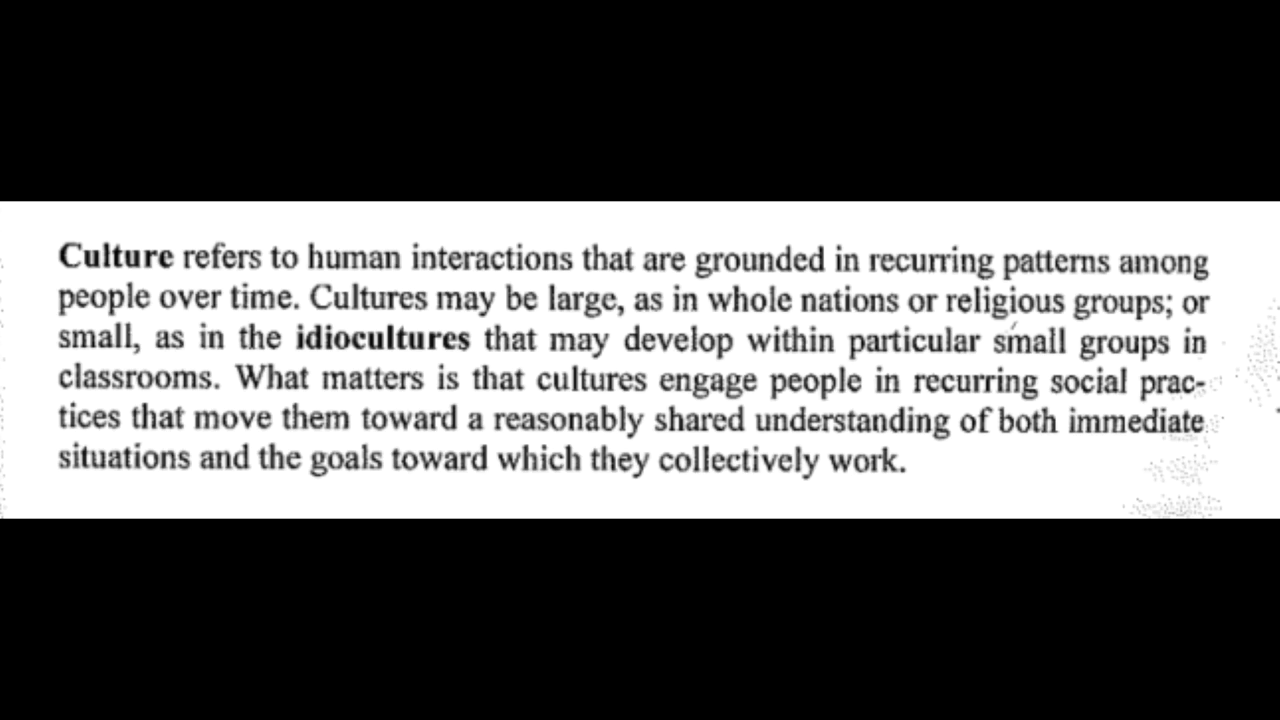 Culture refers to human interactions that are grounded in recurring patterns among
people over time. Cultures may be large, as in whole nations or religious groups; or
small, as in the idiocultures that may develop within particular small groups in
classrooms. What matters is that cultures engage people in recurring social prac-
tices that move them toward a reasonably shared understanding of both immediate
situations and the goals toward which they collectively work.